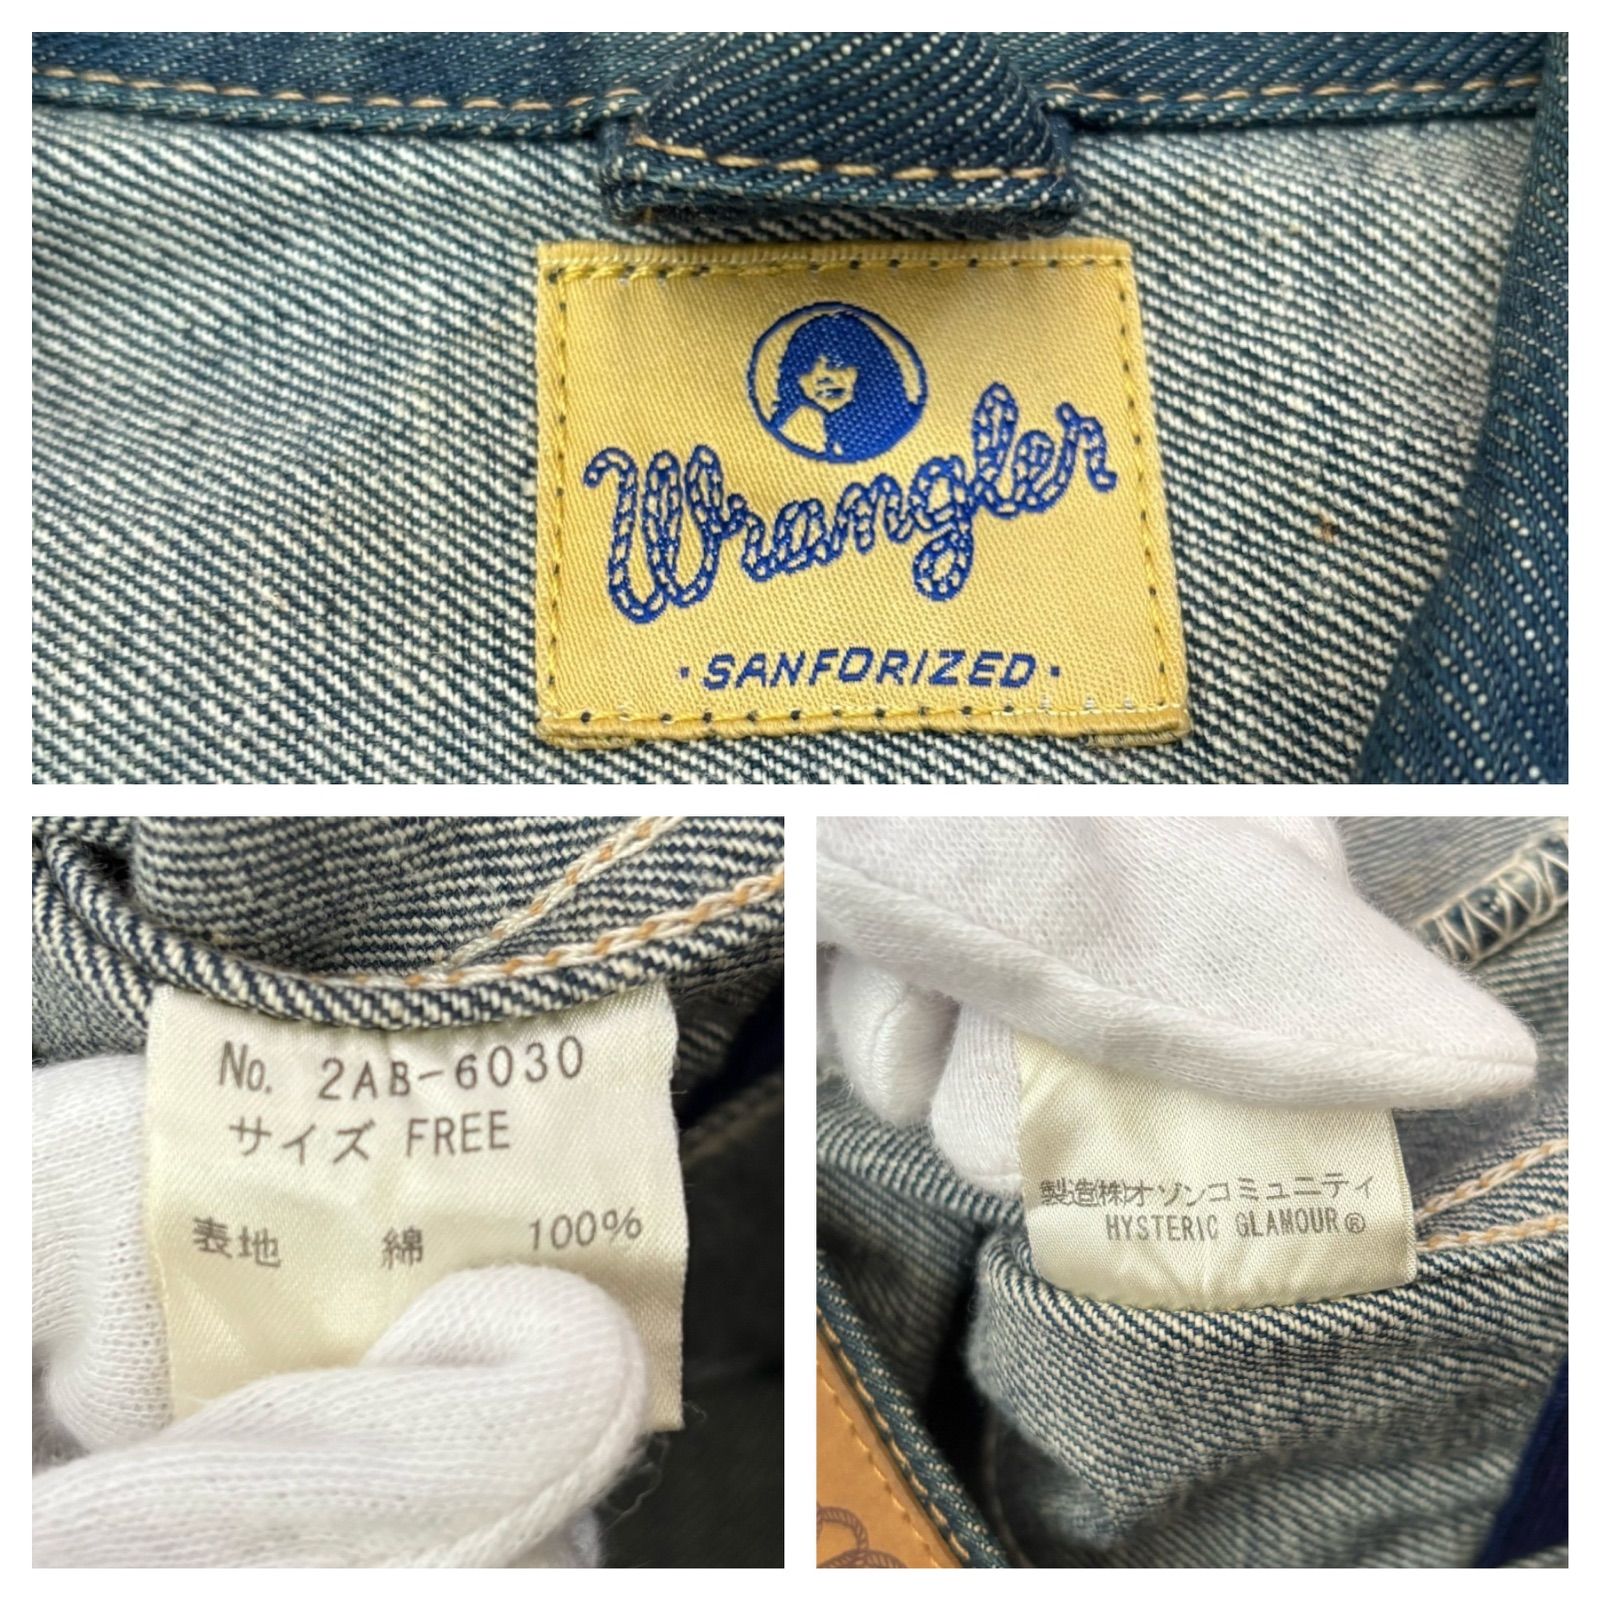 Wrangler
·SANFORIZED·
No. 2AB-6030
サイズ FREE
表地 綿 100%
製造(株)オゾンコミュニティ
HYSTERIC GLAMOUR®